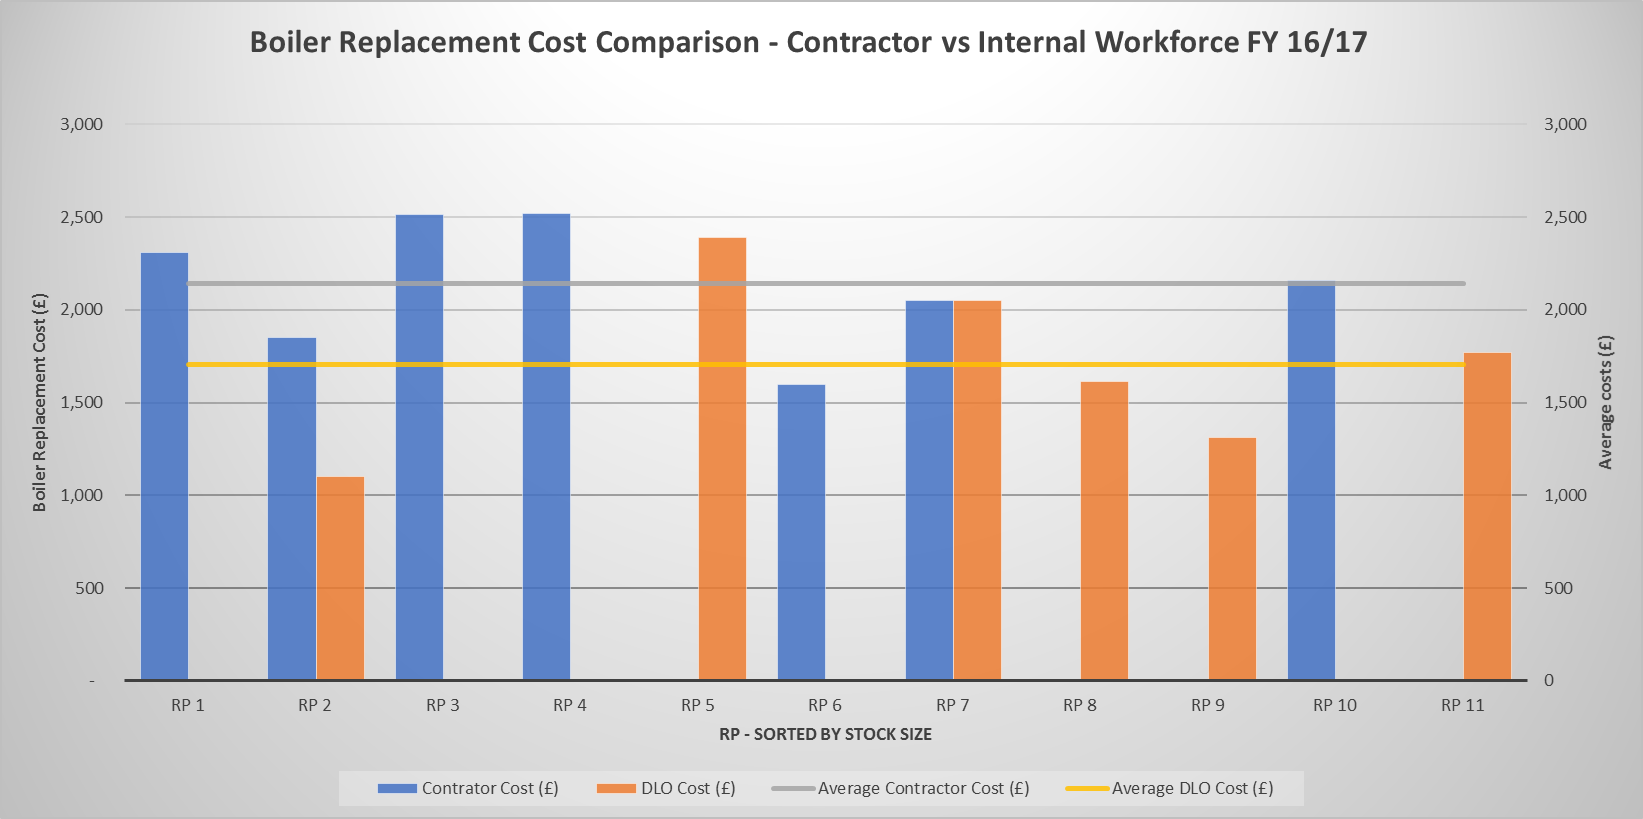 Boiler Replacement Cost Comparison - Contractor vs Internal Workforce FY 16/17
3,000
2,500
2,000
1,500
1,000
500
-
Boiler Replacement Cost (£)
3,000
2,500
2,000
1,500
1,000
500
0
Average costs (£)
RP 1 RP 2 RP 3 RP 4 RP 5 RP 6 RP 7 RP 8 RP 9 RP 10 RP 11
RP - SORTED BY STOCK SIZE
Contrator Cost (£) DLO Cost (£) Average Contractor Cost (£) Average DLO Cost (£)